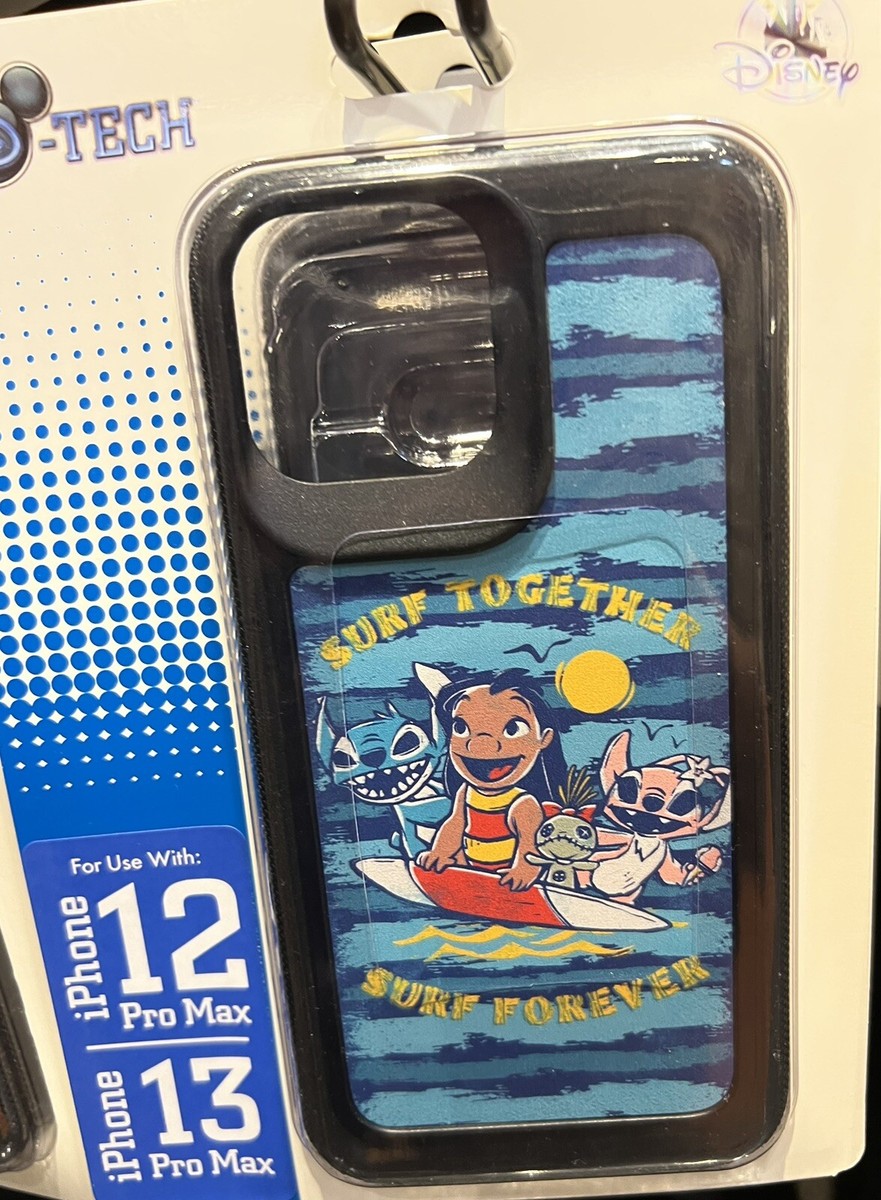 D-TECH
Disney
SURF TOGETHER
SURF FOREVER
For Use With:
iPhone 12 Pro Max
iPhone 13 Pro Max